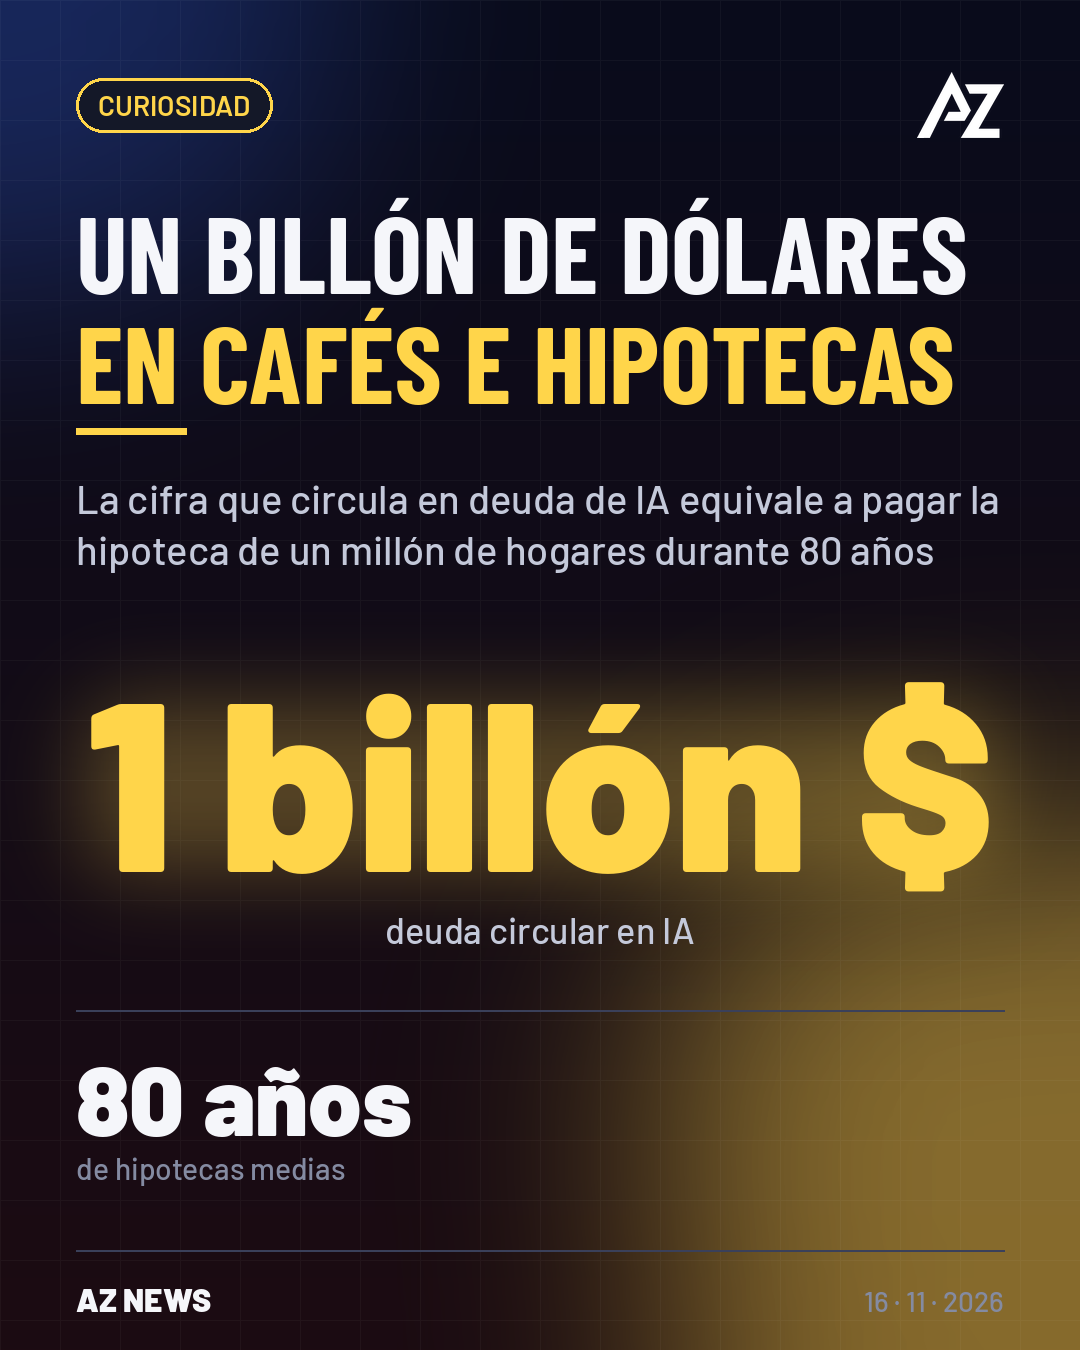 CURIOSIDAD
AZ
UN BILLÓN DE DÓLARES
EN CAFÉS E HIPOTECAS
La cifra que circula en deuda de IA equivale a pagar la
hipoteca de un millón de hogares durante 80 años
1 billón $
deuda circular en IA
80 años
de hipotecas medias
AZ NEWS
16 · 11 · 2026